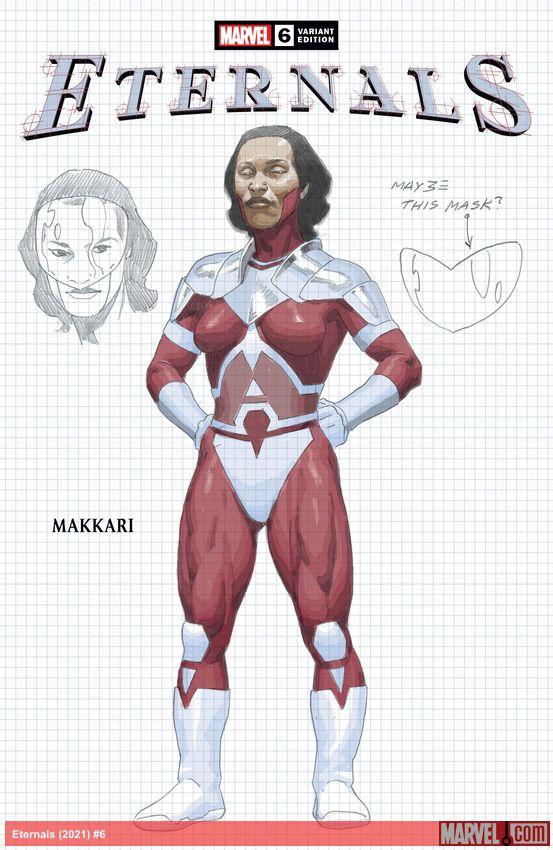 MARVEL 6 VARIANT EDITION
ETERNALS
MAYBE
THIS MASK?
MAKKARI
Eternals (2021) #6
MARVEL.com